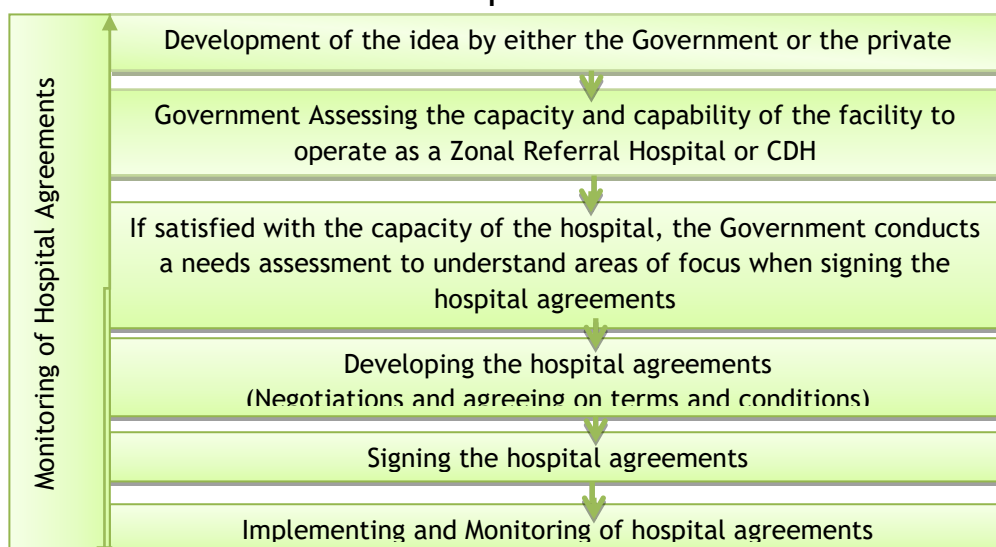 Monitoring of Hospital Agreements
Development of the idea by either the Government or the private
Government Assessing the capacity and capability of the facility to
operate as a Zonal Referral Hospital or CDH
If satisfied with the capacity of the hospital, the Government conducts
a needs assessment to understand areas of focus when signing the
hospital agreements
Developing the hospital agreements
(Negotiations and agreeing on terms and conditions)
Signing the hospital agreements
Implementing and Monitoring of hospital agreements